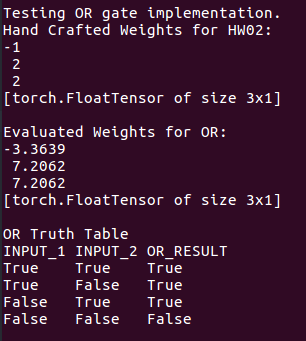 Testing OR gate implementation.
Hand Crafted Weights for HW02:
-1
2
2
[torch.FloatTensor of size 3x1]
Evaluated Weights for OR:
-3.3639
7.2062
7.2062
[torch.FloatTensor of size 3x1]
OR Truth Table
INPUT_1 INPUT_2 OR_RESULT
True True True
True False True
False True True
False False False